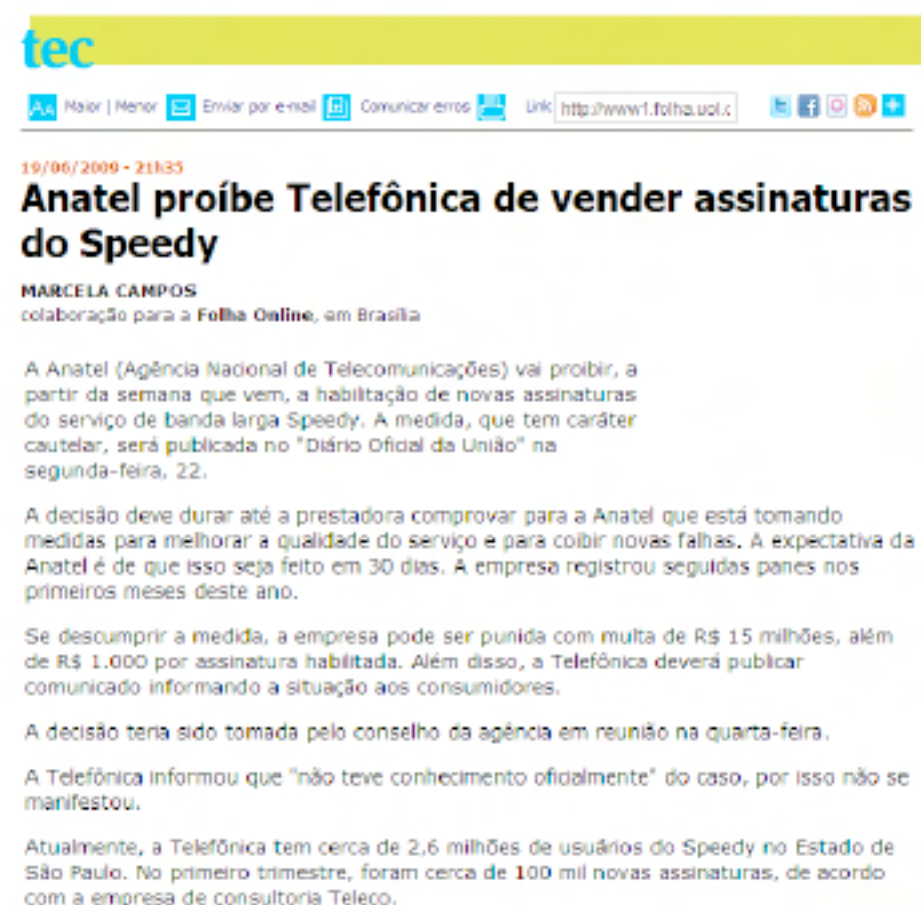 tec
AA Maior | Menor Enviar por e-mail Comunicar erros Link: http://www1.folha.uol.c
19/06/2009 - 21h35
Anatel proíbe Telefônica de vender assinaturas
do Speedy
MARCELA CAMPOS
colaboração para a Folha Online, em Brasília
A Anatel (Agência Nacional de Telecomunicações) vai proibir, a
partir da semana que vem, a habilitação de novas assinaturas
do serviço de banda larga Speedy. A medida, que tem caráter
cautelar, será publicada no "Diário Oficial da União" na
segunda-feira, 22.
A decisão deve durar até a prestadora comprovar para a Anatel que está tomando
medidas para melhorar a qualidade do serviço e para coibir novas falhas. A expectativa da
Anatel é de que isso seja feito em 30 dias. A empresa registrou seguidas panes nos
primeiros meses deste ano.
Se descumprir a medida, a empresa pode ser punida com multa de R$ 15 milhões, além
de R$ 1.000 por assinatura habilitada. Além disso, a Telefônica deverá publicar
comunicado informando a situação aos consumidores.
A decisão teria sido tomada pelo conselho da agência em reunião na quarta-feira.
A Telefônica informou que "não teve conhecimento oficialmente" do caso, por isso não se
manifestou.
Atualmente, a Telefônica tem cerca de 2,6 milhões de usuários do Speedy no Estado de
São Paulo. No primeiro trimestre, foram cerca de 100 mil novas assinaturas, de acordo
com a empresa de consultoria Teleco.